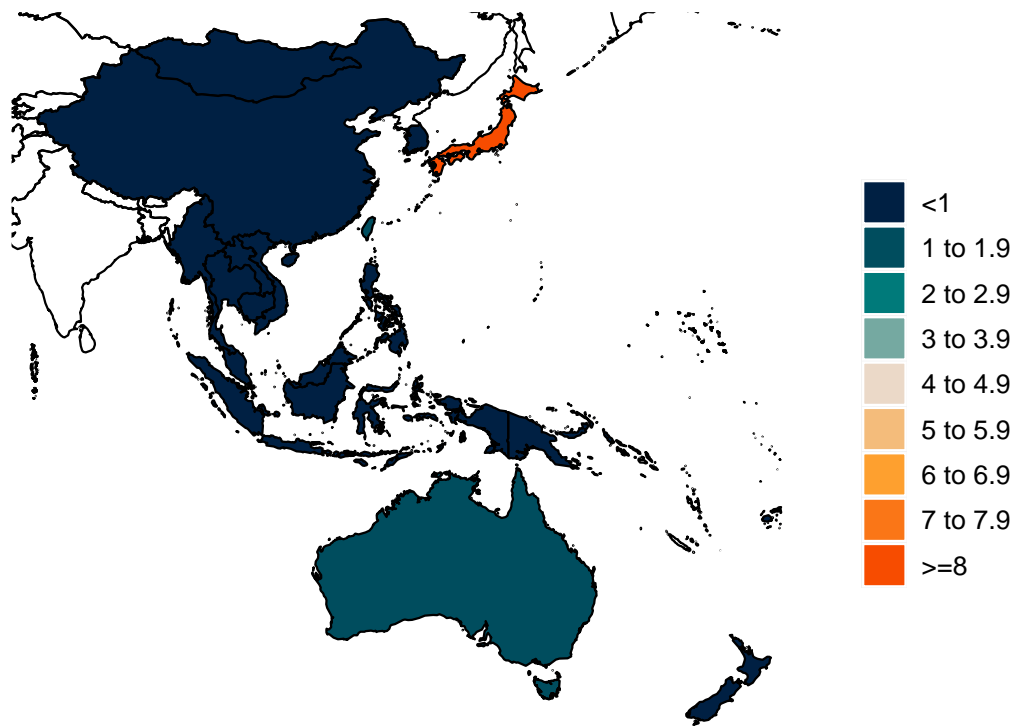 <1
1 to 1.9
2 to 2.9
3 to 3.9
4 to 4.9
5 to 5.9
6 to 6.9
7 to 7.9
>=8